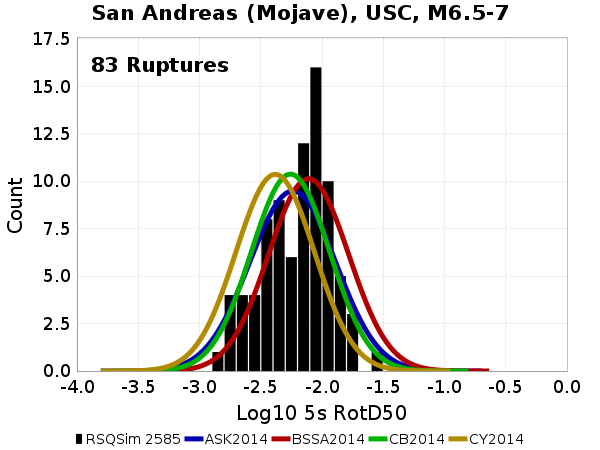 San Andreas (Mojave), USC, M6.5-7
83 Ruptures
17.5
15.0
12.5
10.0
7.5
5.0
2.5
0.0
Count
-4.0 -3.5 -3.0 -2.5 -2.0 -1.5 -1.0 -0.5 0.0
Log10 5s RotD50
RSQSim 2585 ASK2014 BSSA2014 CB2014 CY2014